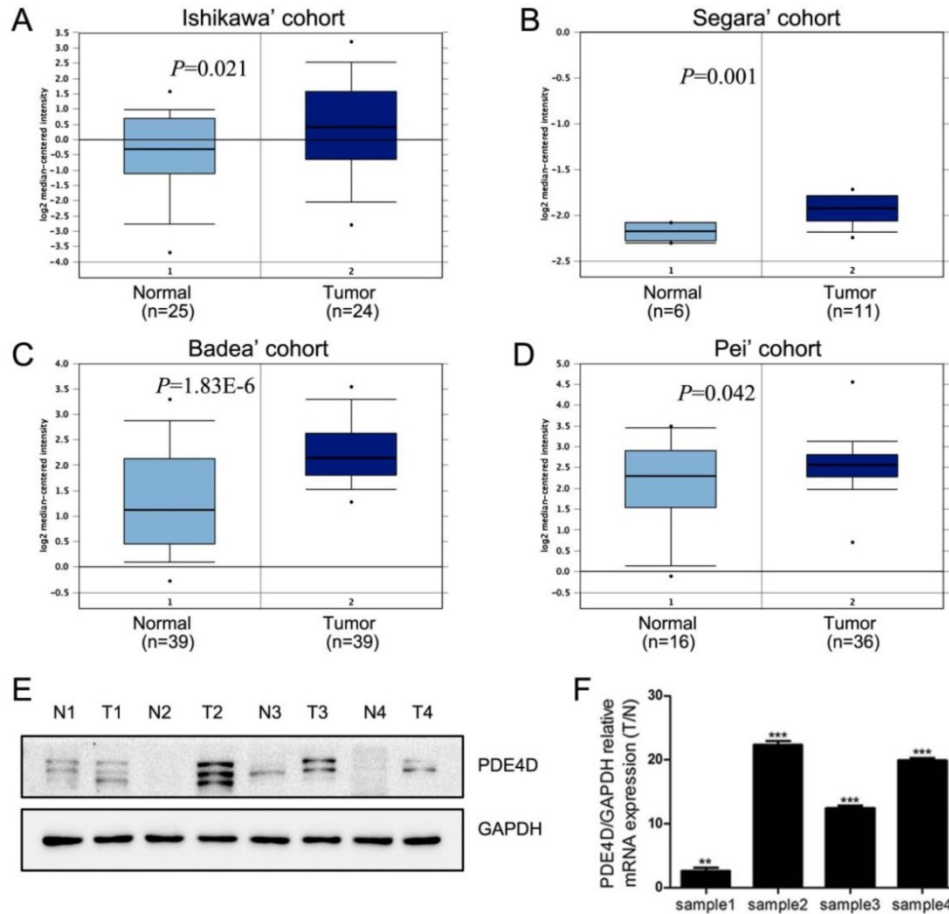 A
Ishikawa' cohort
log2 median-centered intensity
3.5
3.0
2.5
2.0
1.5
1.0
0.5
0.0
-0.5
-1.0
-1.5
-2.0
-2.5
-3.0
-3.5
-4.0
P=0.021
1
2
Normal
Tumor
(n=25)
(n=24)
B
Segara' cohort
log2 median-centered intensity
0.0
-0.5
-1.0
-1.5
-2.0
-2.5
P=0.001
1
2
Normal
Tumor
(n=6)
(n=11)
C
Badea' cohort
log2 median-centered intensity
4.0
3.5
3.0
2.5
2.0
1.5
1.0
0.5
0.0
-0.5
P=1.83E-6
1
2
Normal
Tumor
(n=39)
(n=39)
D
Pei' cohort
log2 median-centered intensity
5.0
4.5
4.0
3.5
3.0
2.5
2.0
1.5
1.0
0.5
0.0
-0.5
P=0.042
1
2
Normal
Tumor
(n=16)
(n=36)
E
N1 T1 N2 T2 N3 T3 N4 T4
PDE4D
GAPDH
F
PDE4D/GAPDH relative
mRNA expression (T/N)
30
20
10
0
**
***
***
***
sample1 sample2 sample3 sample4